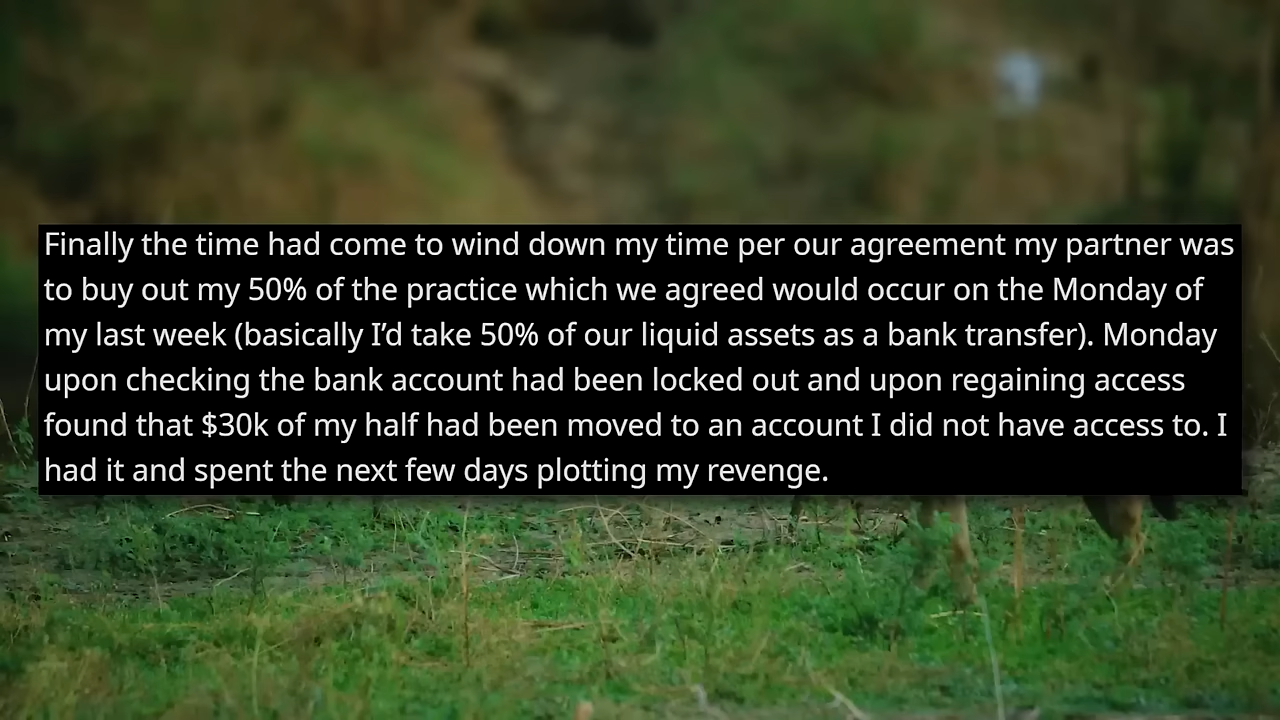 Finally the time had come to wind down my time per our agreement my partner was
to buy out my 50% of the practice which we agreed would occur on the Monday of
my last week (basically I’d take 50% of our liquid assets as a bank transfer). Monday
upon checking the bank account had been locked out and upon regaining access
found that $30k of my half had been moved to an account I did not have access to. I
had it and spent the next few days plotting my revenge.